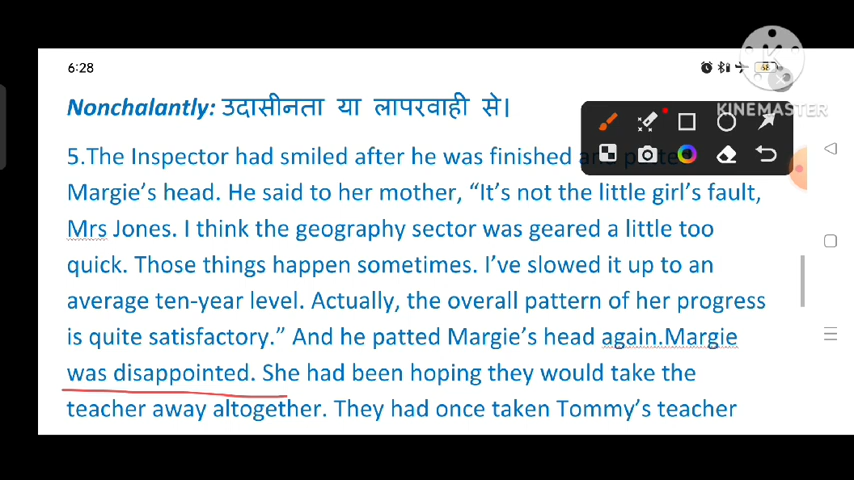 6:28
68
KINEMASTER
Nonchalantly: उदासीनता या लापरवाही से।
5.The Inspector had smiled after he was finished
Margie's head. He said to her mother, "It's not the little girl's fault,
Mrs Jones. I think the geography sector was geared a little too
quick. Those things happen sometimes. I've slowed it up to an
average ten-year level. Actually, the overall pattern of her progress
is quite satisfactory." And he patted Margie's head again.Margie
was disappointed. She had been hoping they would take the
teacher away altogether. They had once taken Tommy's teacher